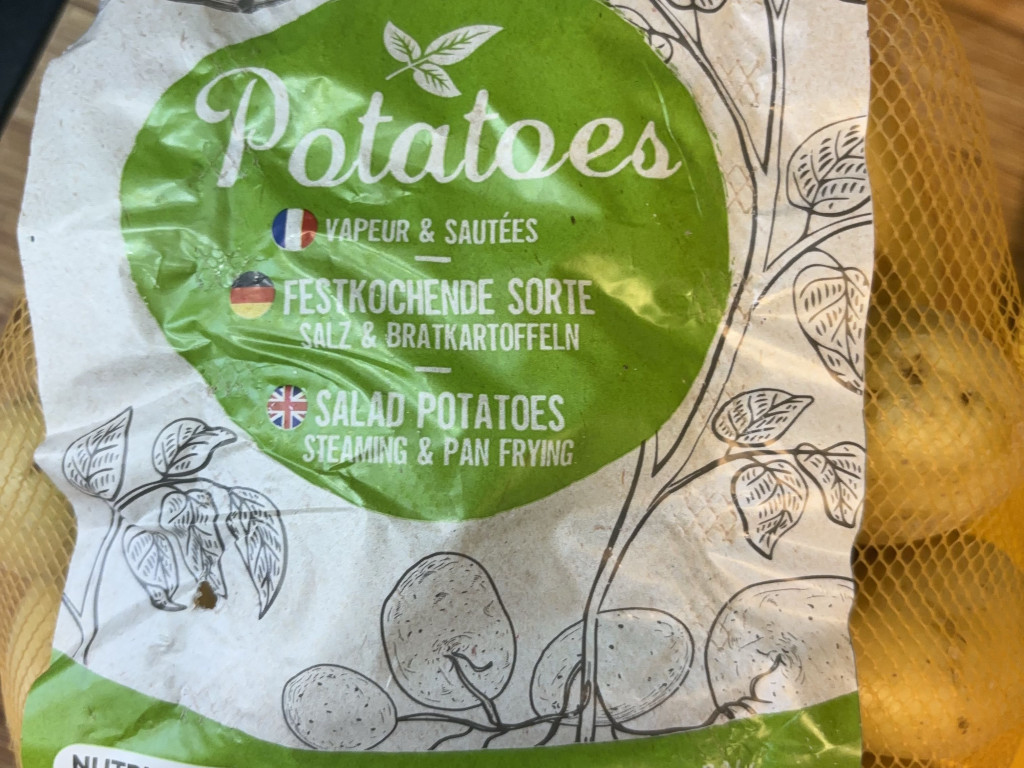 Potatoes
VAPEUR & SAUTÉES
FESTKOCHENDE SORTE
SALZ & BRATKARTOFFELN
SALAD POTATOES
STEAMING & PAN FRYING